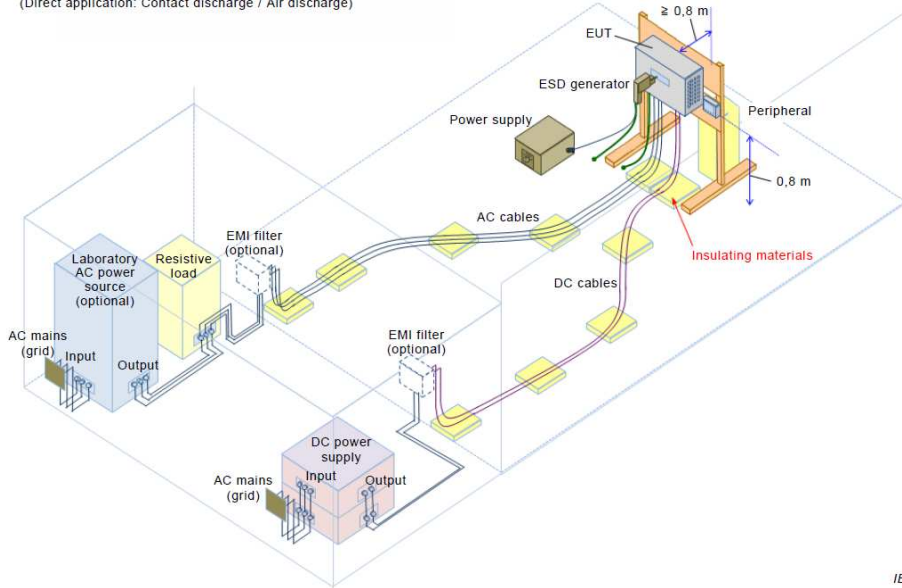 (Direct application: Contact discharge / Air discharge)
≧ 0,8 m
EUT
ESD generator
Peripheral
Power supply
0,8 m
AC cables
EMI filter
(optional)
Insulating materials
Laboratory
AC power
source
(optional)
Resistive
load
DC cables
AC mains
(grid)
Input
Output
EMI filter
(optional)
DC power
supply
Input
Output
AC mains
(grid)